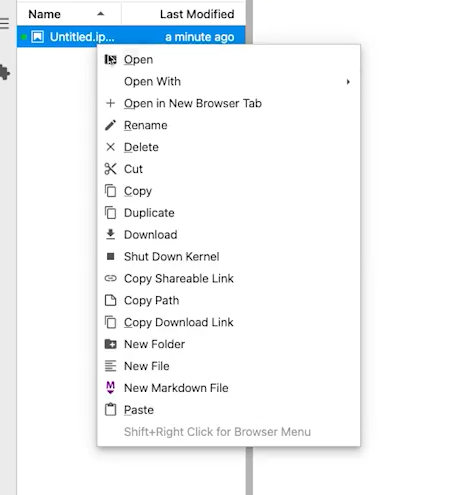 Name Last Modified
Untitled.ip... a minute ago
Open
Open With
Open in New Browser Tab
Rename
Delete
Cut
Copy
Duplicate
Download
Shut Down Kernel
Copy Shareable Link
Copy Path
Copy Download Link
New Folder
New File
New Markdown File
Paste
Shift+Right Click for Browser Menu